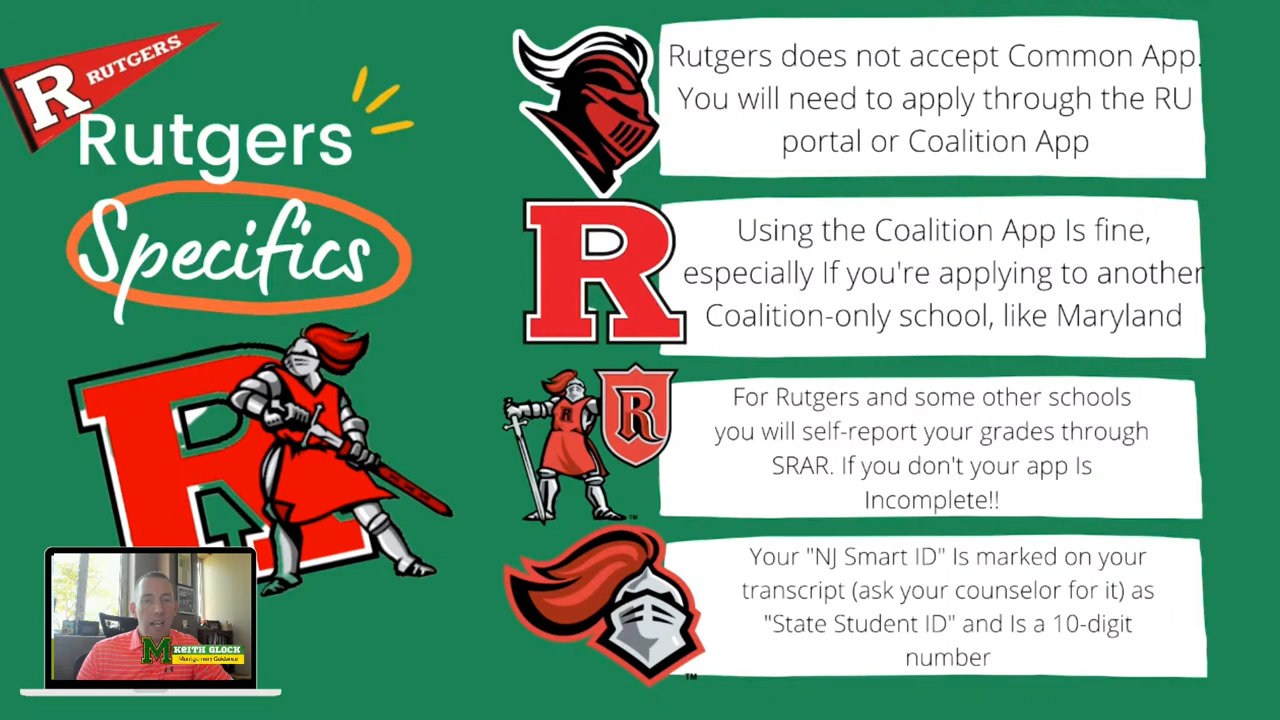 R RUTGERS
Rutgers
Specifics
Rutgers does not accept Common App.
You will need to apply through the RU
portal or Coalition App
R
Using the Coalition App Is fine,
especially If you're applying to another
Coalition-only school, like Maryland
R
R
For Rutgers and some other schools
you will self-report your grades through
SRAR. If you don't your app Is
Incomplete!!
TM
Your "NJ Smart ID" Is marked on your
transcript (ask your counselor for it) as
"State Student ID" and Is a 10-digit
number
TM
R
M KEITH GLOCK
Montgomery Guidance